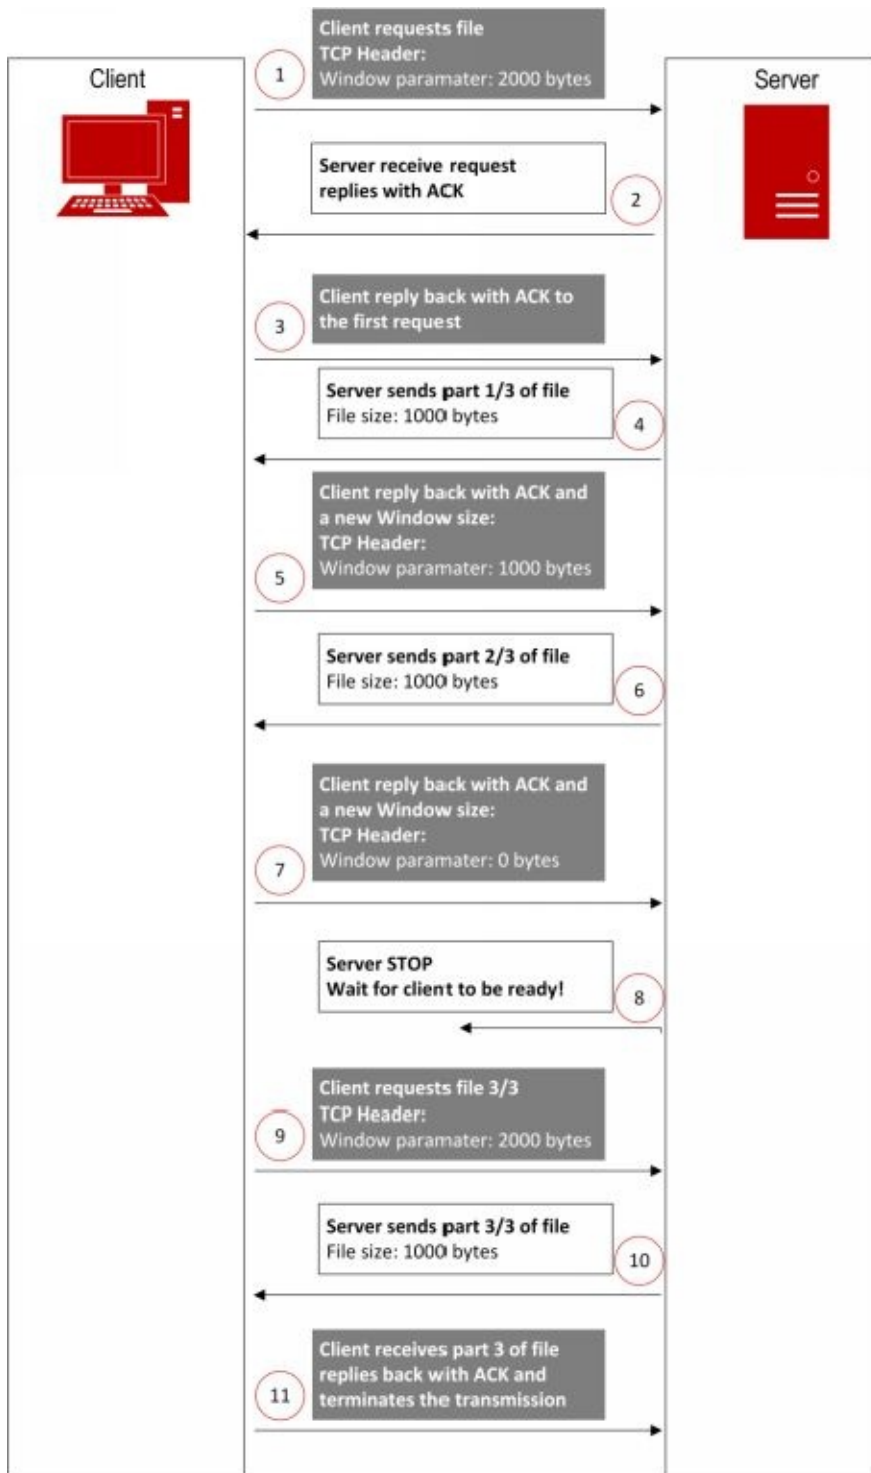 Client
Server
1
Client requests file
TCP Header:
Window paramater: 2000 bytes
Server receive request
replies with ACK
2
Client reply back with ACK to
the first request
3
Server sends part 1/3 of file
File size: 1000 bytes
4
Client reply back with ACK and
a new Window size:
TCP Header:
Window paramater: 1000 bytes
5
Server sends part 2/3 of file
File size: 1000 bytes
6
Client reply back with ACK and
a new Window size:
TCP Header:
Window paramater: 0 bytes
7
Server STOP
Wait for client to be ready!
8
Client requests file 3/3
TCP Header:
Window paramater: 2000 bytes
9
Server sends part 3/3 of file
File size: 1000 bytes
10
Client receives part 3 of file
replies back with ACK and
terminates the transmission
11